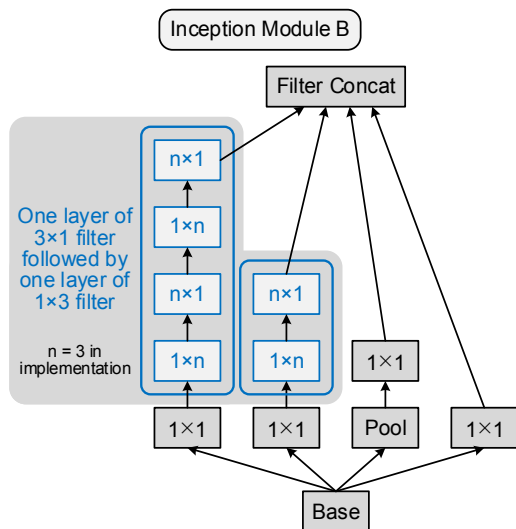 Inception Module B
Filter Concat
n×1
1×n
n×1
1×n
One layer of
3×1 filter
followed by
one layer of
1×3 filter
n = 3 in
implementation
n×1
1×n
1×1
1×1
1×1
Pool
1×1
Base